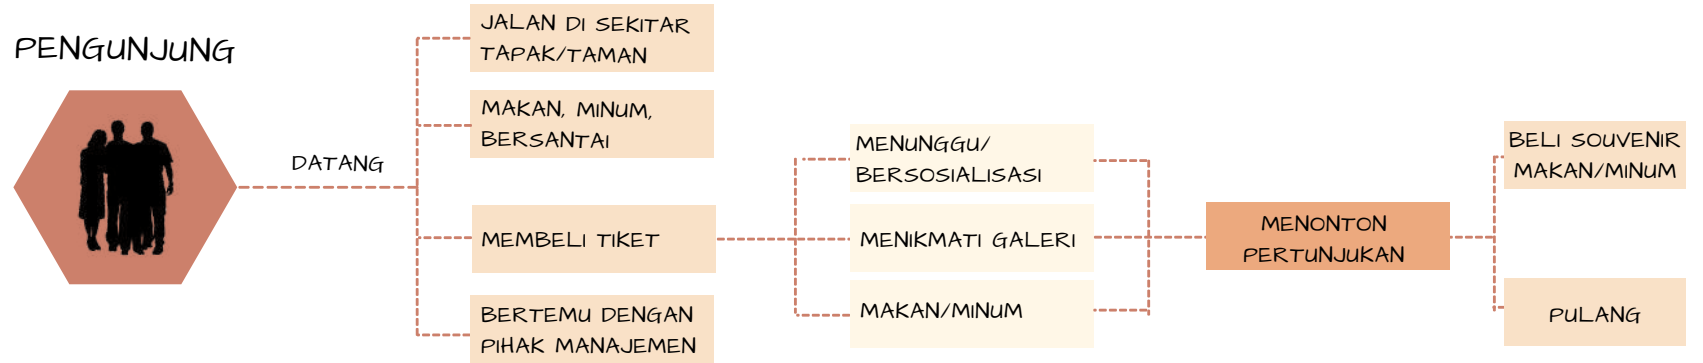 PENGUNJUNG
DATANG
JALAN DI SEKITAR
TAPAK/TAMAN
MAKAN, MINUM,
BERSANTAI
MEMBELI TIKET
BERTEMU DENGAN
PIHAK MANAJEMEN
MENUNGGU/
BERSOSIALISASI
MENIKMATI GALERI
MAKAN/MINUM
MENONTON
PERTUNJUKAN
BELI SOUVENIR
MAKAN/MINUM
PULANG